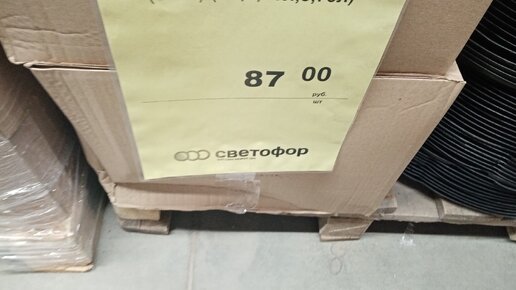 87 00
руб.
шт
светофор